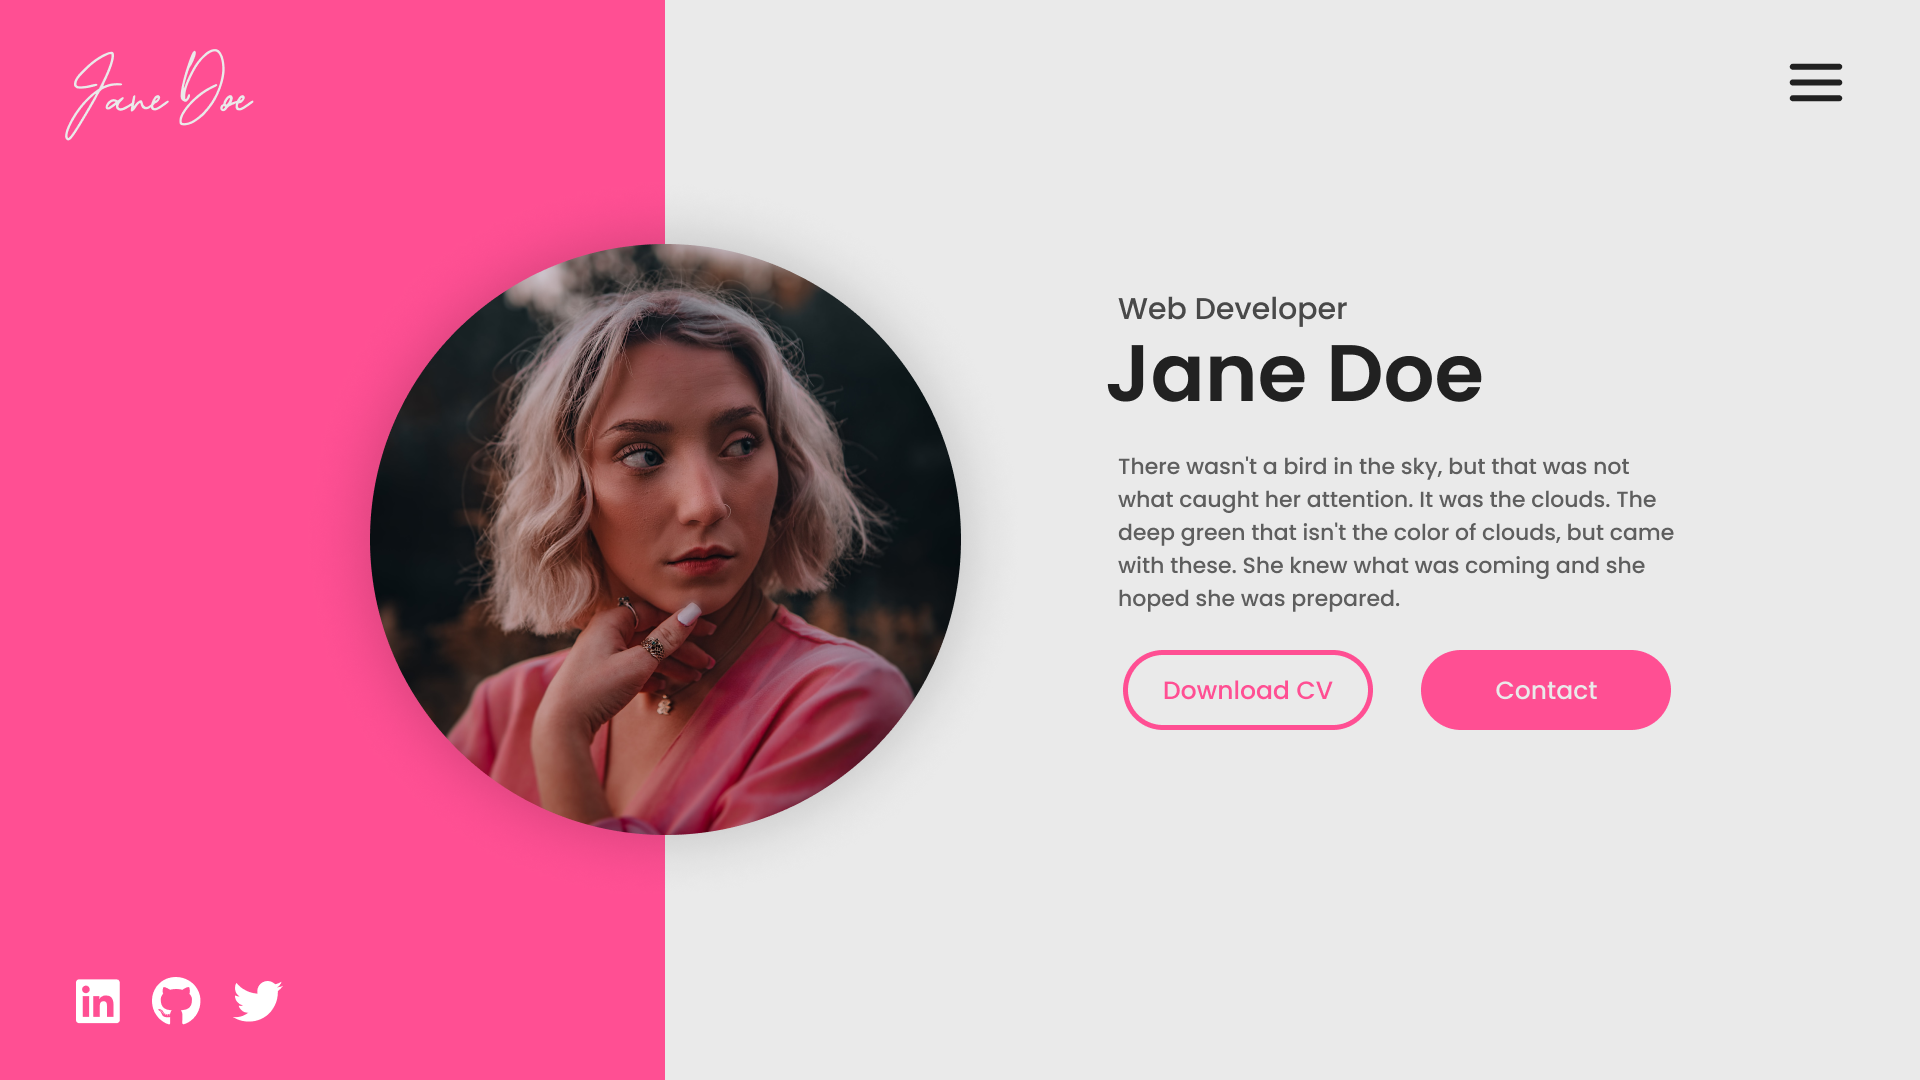 Jane Doe
Web Developer
Jane Doe
There wasn't a bird in the sky, but that was not
what caught her attention. It was the clouds. The
deep green that isn't the color of clouds, but came
with these. She knew what was coming and she
hoped she was prepared.
Download CV
Contact
in